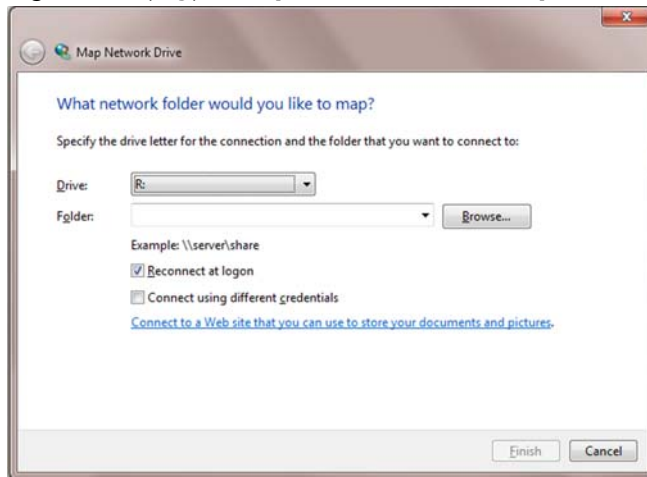 Map Network Drive
What network folder would you like to map?
Specify the drive letter for the connection and the folder that you want to connect to:
Drive: R:
Folder: Browse...
Example: \\server\share
Reconnect at logon
Connect using different credentials
Connect to a Web site that you can use to store your documents and pictures.
Finish Cancel